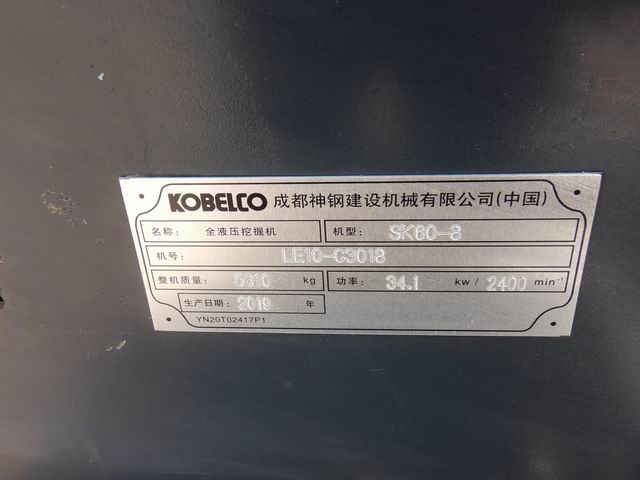 KOBELCO 成都神钢建设机械有限公司(中国)
名称: 全液压挖掘机 机型: SK60-8
机号: LE10-C3018
整机质量: 5610 kg 功率: 34.1 kw / 2400 min⁻¹
生产日期: 2019 年
YN20T02417P1